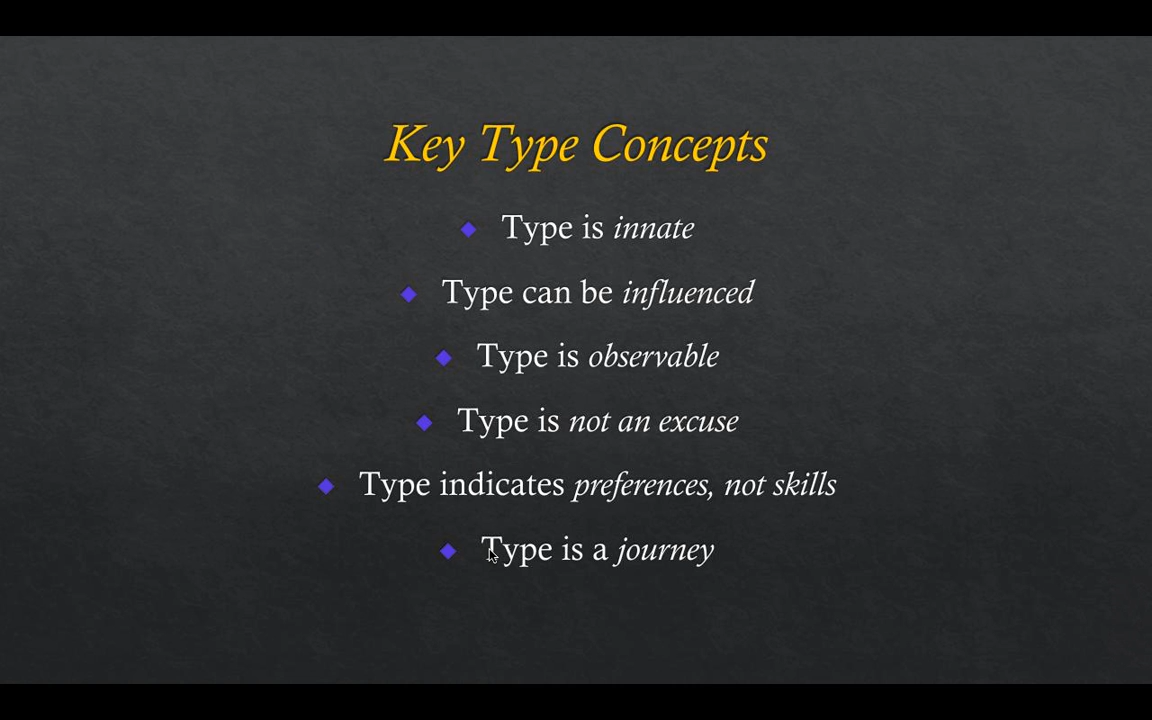 Key Type Concepts
Type is innate
Type can be influenced
Type is observable
Type is not an excuse
Type indicates preferences, not skills
Type is a journey